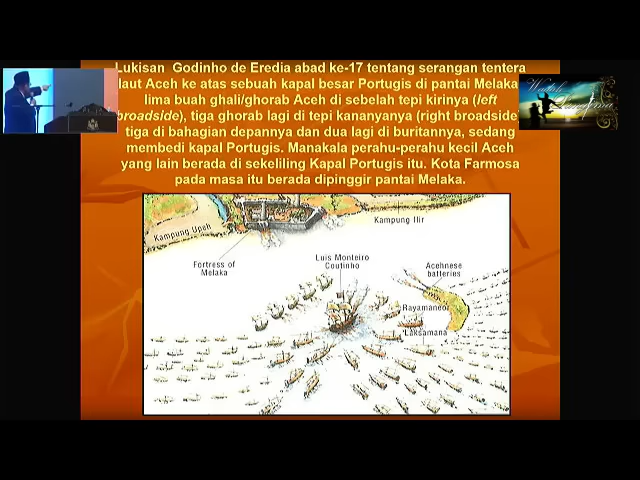 Lukisan Godinho de Eredia abad ke-17 tentang serangan tentera
laut Aceh ke atas sebuah kapal besar Portugis di pantai Melaka
lima buah ghali/ghorab Aceh di sebelah tepi kirinya (left
broadside), tiga ghorab lagi di tepi kananyanya (right broadside
tiga di bahagian depannya dan dua lagi di buritannya, sedang
membedi kapal Portugis. Manakala perahu-perahu kecil Aceh
yang lain berada di sekeliling Kapal Portugis itu. Kota Farmosa
pada masa itu berada dipinggir pantai Melaka.
Kampung Upeh
Kampung Ilir
Fortress of
Melaka
Luis Monteiro
Coutinho
Acehnese
batteries
Rayamaneor
Laksamana